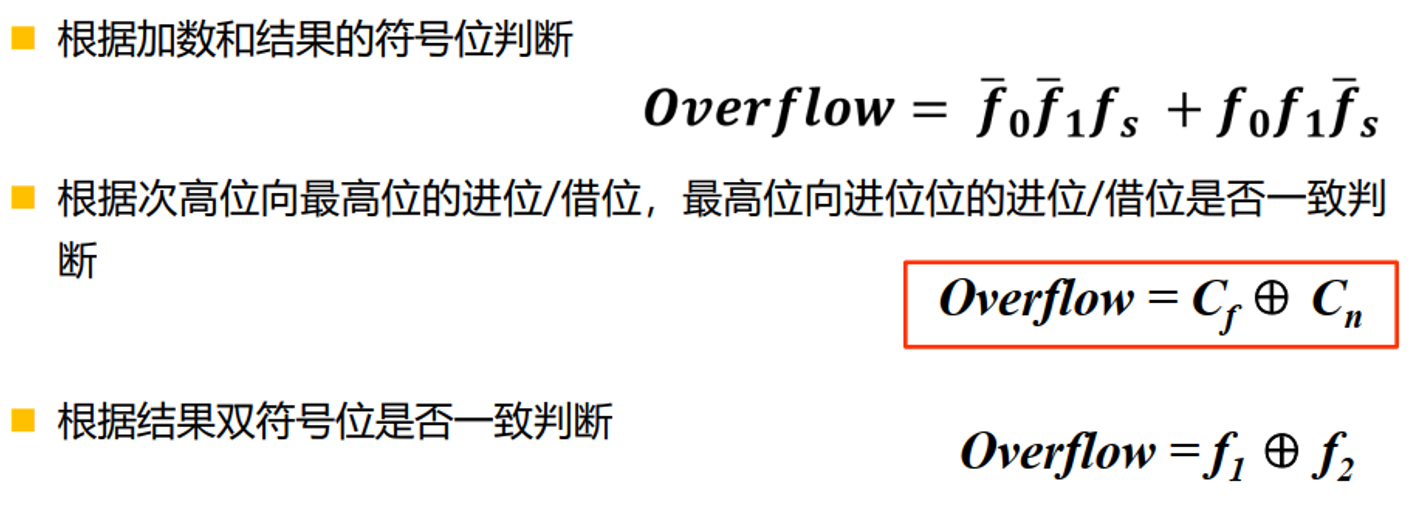 根据加数和结果的符号位判断
Overflow = f̄₀f̄₁fₛ + f₀f₁f̄ₛ
根据次高位向最高位的进位/借位，最高位向进位位的进位/借位是否一致判
断
Overflow = C_f ⊕ C_n
根据结果双符号位是否一致判断
Overflow = f₁ ⊕ f₂